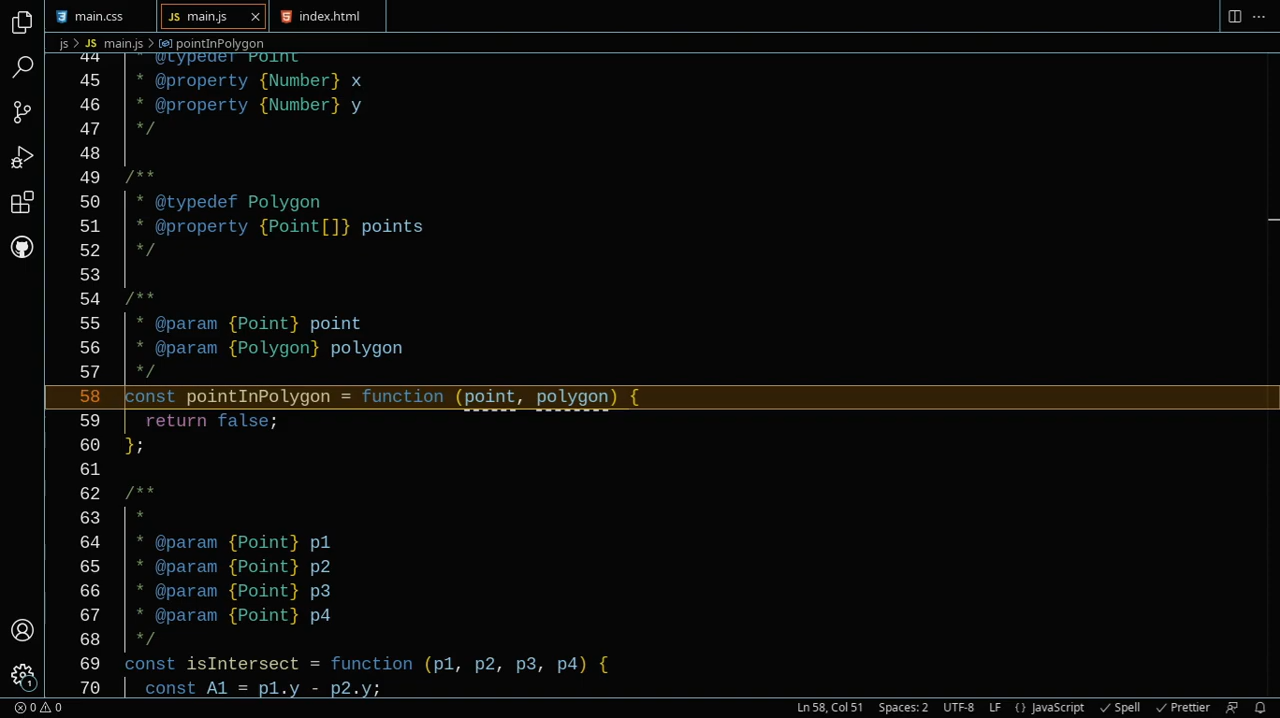 main.css
main.js
index.html
js > main.js > pointInPolygon
44 * @typedef Point
45 * @property {Number} x
46 * @property {Number} y
47 */
48
49 /**
50 * @typedef Polygon
51 * @property {Point[]} points
52 */
53
54 /**
55 * @param {Point} point
56 * @param {Polygon} polygon
57 */
58 const pointInPolygon = function (point, polygon) {
59 return false;
60 };
61
62 /**
63 *
64 * @param {Point} p1
65 * @param {Point} p2
66 * @param {Point} p3
67 * @param {Point} p4
68 */
69 const isIntersect = function (p1, p2, p3, p4) {
70 const A1 = p1.y - p2.y;
1
0 0 Ln 58, Col 51 Spaces: 2 UTF-8 LF {} JavaScript Spell Prettier